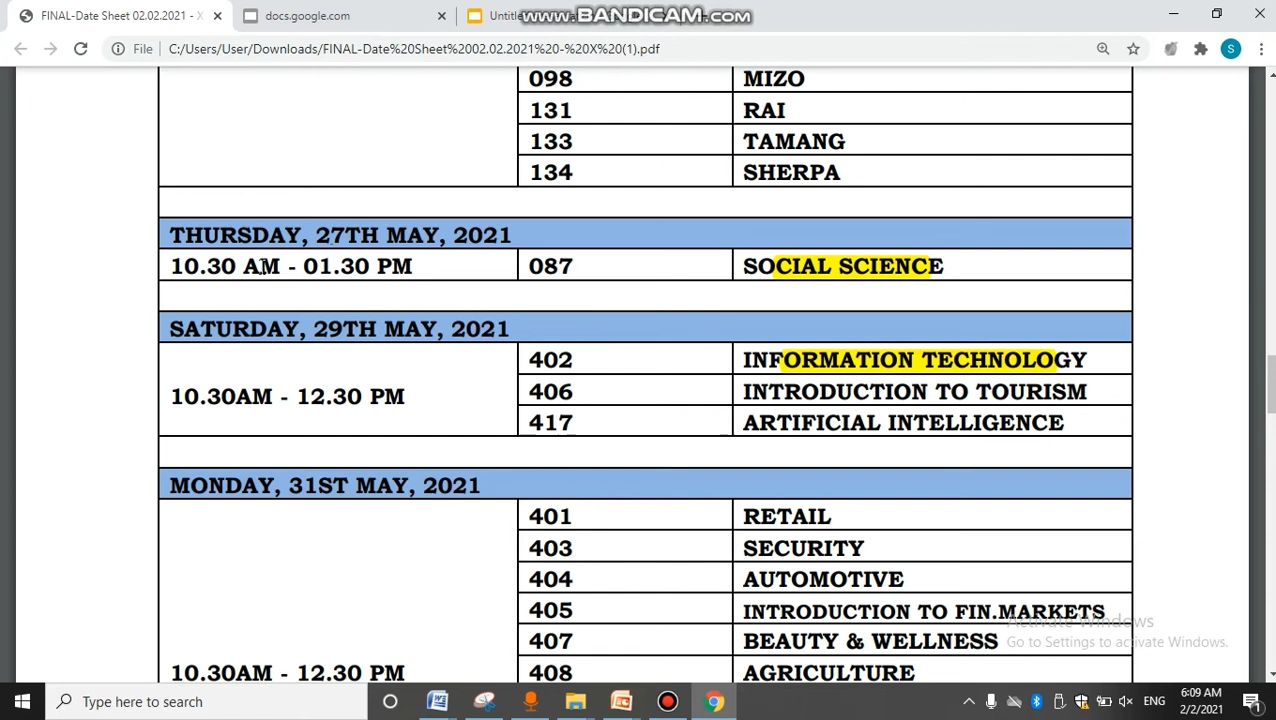 FINAL-Date Sheet 02.02.2021 - X
docs.google.com
Untitle
www.BANDICAM.com
File
C:/Users/User/Downloads/FINAL-Date%20Sheet%2002.02.2021%20-%20X%20(1).pdf
S
098 MIZO
131 RAI
133 TAMANG
134 SHERPA
THURSDAY, 27TH MAY, 2021
10.30 AM - 01.30 PM 087 SOCIAL SCIENCE
SATURDAY, 29TH MAY, 2021
402 INFORMATION TECHNOLOGY
10.30AM - 12.30 PM 406 INTRODUCTION TO TOURISM
417 ARTIFICIAL INTELLIGENCE
MONDAY, 31ST MAY, 2021
401 RETAIL
403 SECURITY
404 AUTOMOTIVE
405 INTRODUCTION TO FIN.MARKETS
407 BEAUTY & WELLNESS
10.30AM - 12.30 PM 408 AGRICULTURE
Activate Windows
Go to Settings to activate Windows.
Type here to search
ENG
6:09 AM
2/2/2021
1